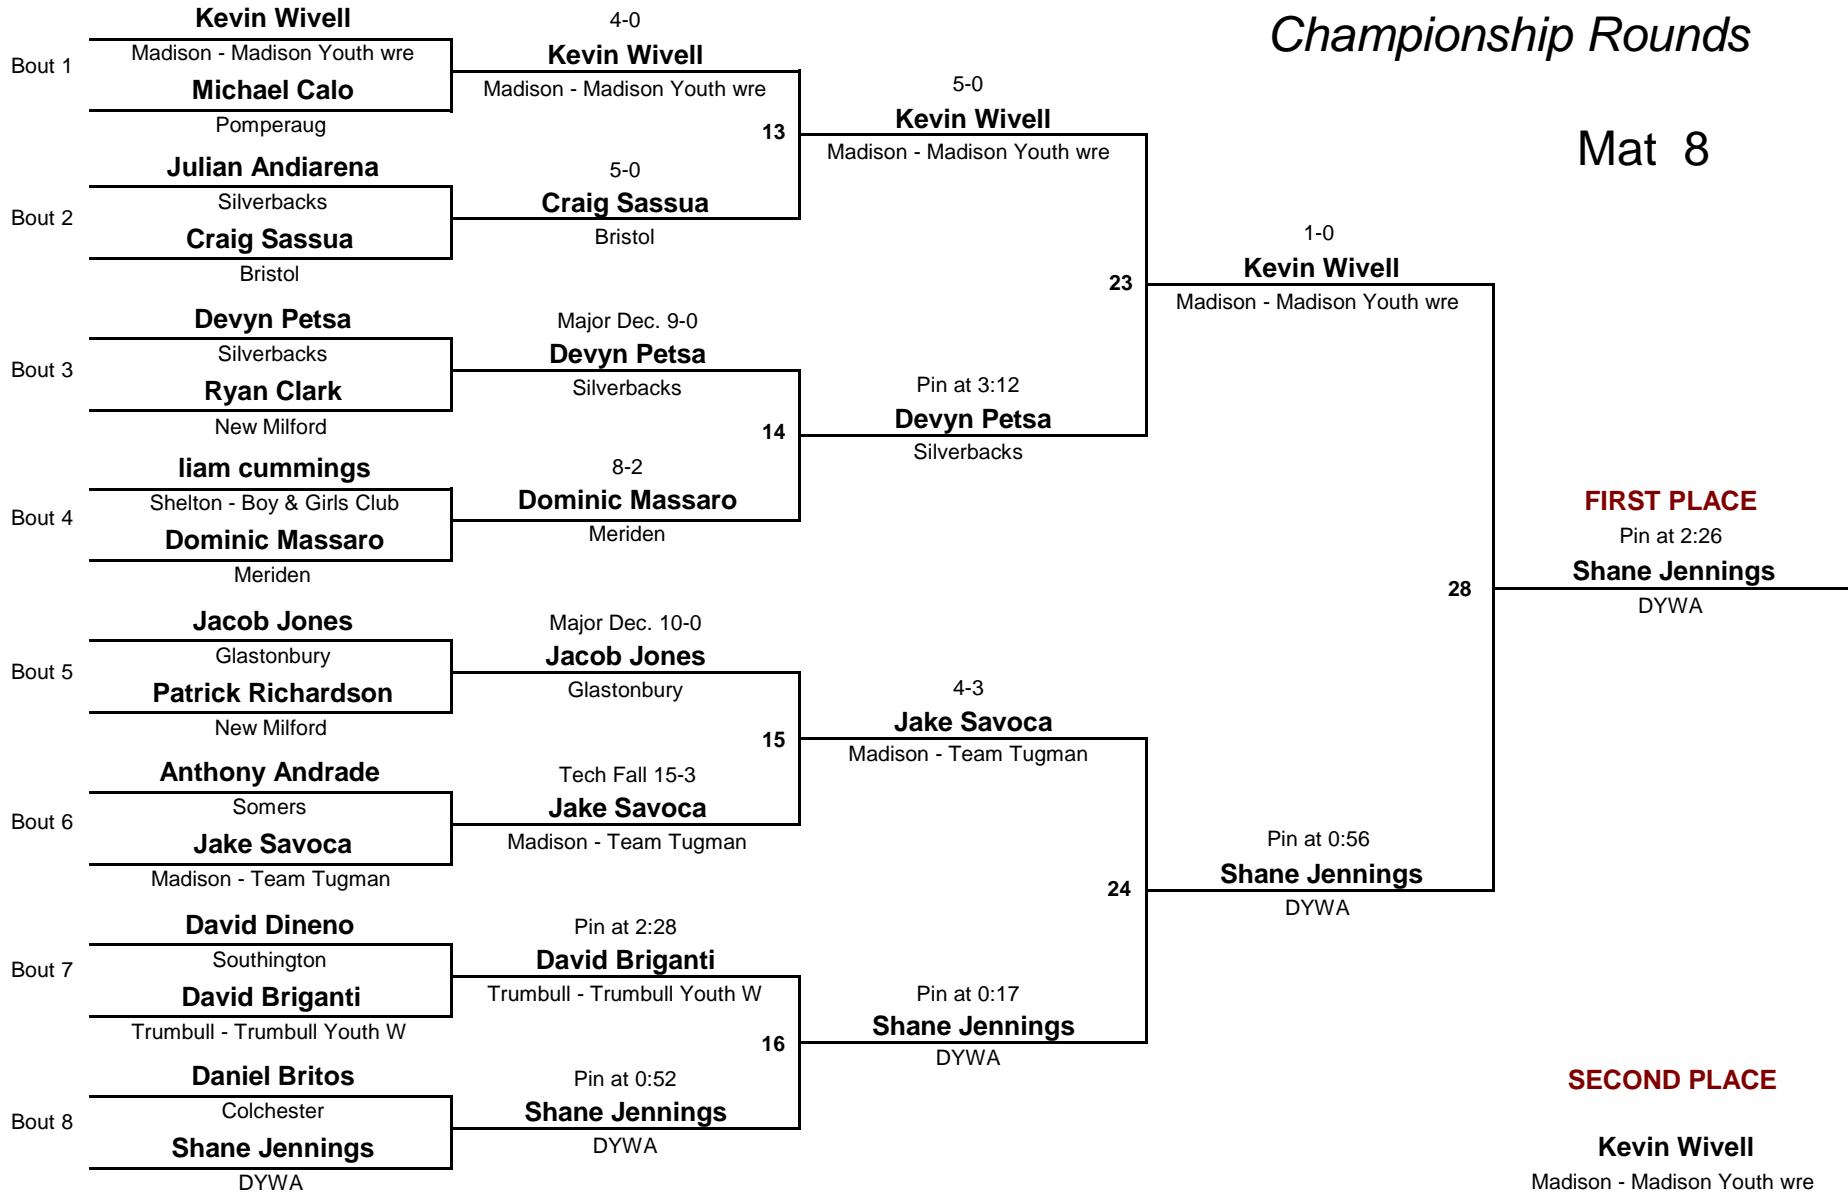 Championship Rounds
Mat 8
Bout 1
Kevin Wivell
Madison - Madison Youth wre
Michael Calo
Pomperaug
Bout 2
Julian Andiarena
Silverbacks
Craig Sassua
Bristol
Bout 3
Devyn Petsa
Silverbacks
Ryan Clark
New Milford
Bout 4
liam cummings
Shelton - Boy & Girls Club
Dominic Massaro
Meriden
Bout 5
Jacob Jones
Glastonbury
Patrick Richardson
New Milford
Bout 6
Anthony Andrade
Somers
Jake Savoca
Madison - Team Tugman
Bout 7
David Dineno
Southington
David Briganti
Trumbull - Trumbull Youth W
Bout 8
Daniel Britos
Colchester
Shane Jennings
DYWA
4-0
Kevin Wivell
Madison - Madison Youth wre
13
5-0
Craig Sassua
Bristol
Major Dec. 9-0
Devyn Petsa
Silverbacks
14
8-2
Dominic Massaro
Meriden
Major Dec. 10-0
Jacob Jones
Glastonbury
15
Tech Fall 15-3
Jake Savoca
Madison - Team Tugman
Pin at 2:28
David Briganti
Trumbull - Trumbull Youth W
16
Pin at 0:52
Shane Jennings
DYWA
5-0
Kevin Wivell
Madison - Madison Youth wre
23
Pin at 3:12
Devyn Petsa
Silverbacks
4-3
Jake Savoca
Madison - Team Tugman
24
Pin at 0:17
Shane Jennings
DYWA
1-0
Kevin Wivell
Madison - Madison Youth wre
28
Pin at 0:56
Shane Jennings
DYWA
FIRST PLACE
Pin at 2:26
Shane Jennings
DYWA
SECOND PLACE
Kevin Wivell
Madison - Madison Youth wre